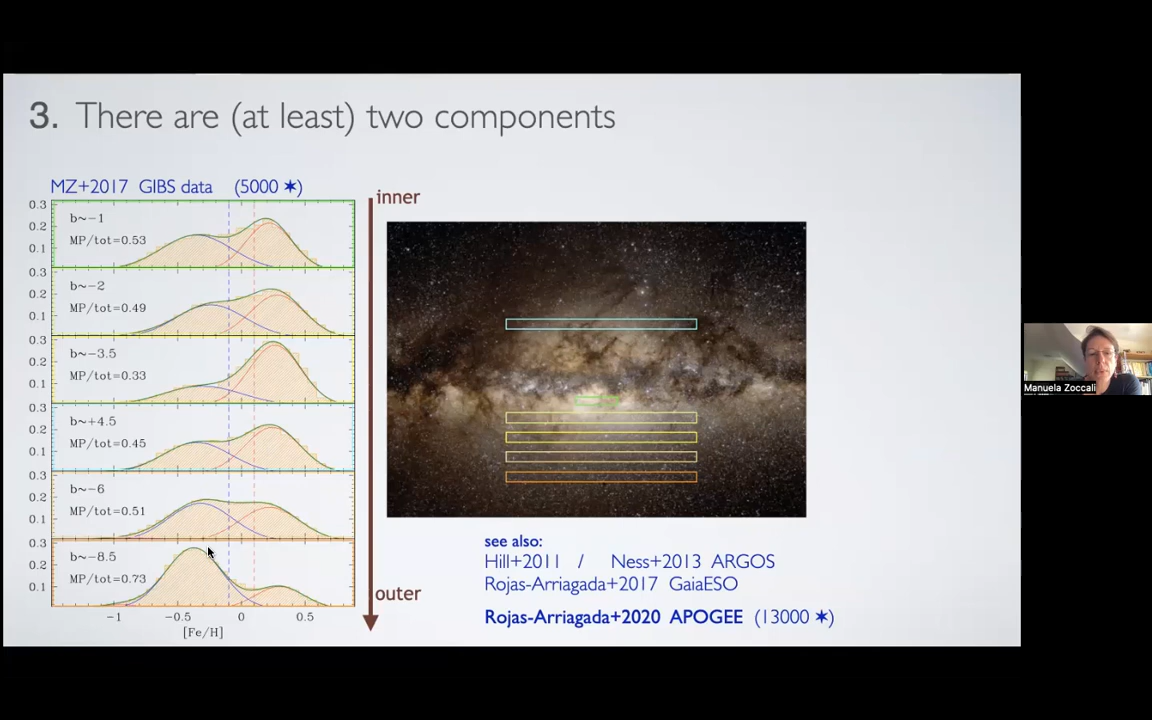 3. There are (at least) two components
MZ+2017 GIBS data (5000 ✶)
inner
0.3
b~−1
0.2
MP/tot=0.53
0.1
0.3
b~−2
0.2
MP/tot=0.49
0.1
0.3
b~−3.5
0.2
MP/tot=0.33
0.1
0.3
b~+4.5
0.2
MP/tot=0.45
0.1
0.3
b~−6
0.2
MP/tot=0.51
0.1
0.3
b~−8.5
0.2
MP/tot=0.73
0.1
−1 −0.5 0 0.5
[Fe/H]
outer
see also:
Hill+2011 / Ness+2013 ARGOS
Rojas-Arriagada+2017 GaiaESO
Rojas-Arriagada+2020 APOGEE (13000 ✶)
Manuela Zoccali